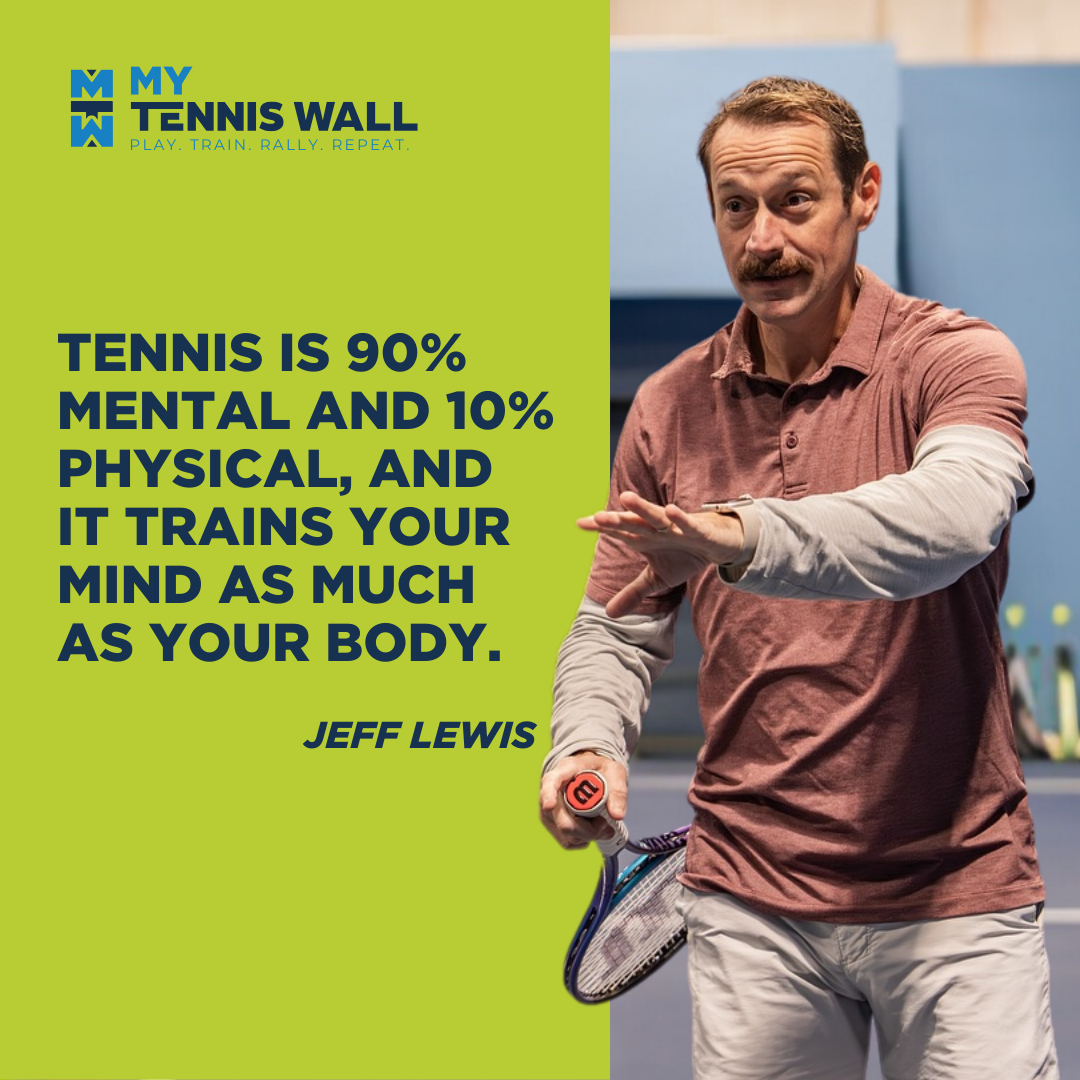 MY
TENNIS WALL
PLAY. TRAIN. RALLY. REPEAT.
TENNIS IS 90%
MENTAL AND 10%
PHYSICAL, AND
IT TRAINS YOUR
MIND AS MUCH
AS YOUR BODY.
JEFF LEWIS